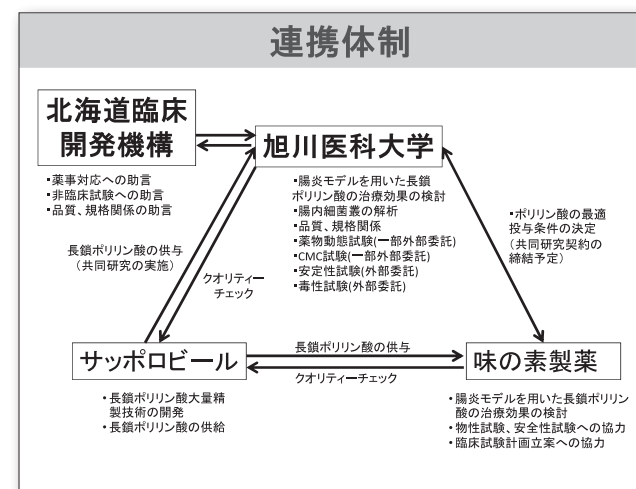 連携体制
北海道臨床
開発機構
旭川医科大学
▪薬事対応への助言
▪非臨床試験への助言
▪品質、規格関係の助言
▪腸炎モデルを用いた長鎖
ポリリン酸の治療効果の検討
▪腸内細菌叢の解析
▪品質、規格関係
▪薬物動態試験(一部外部委託)
▪CMC試験(一部外部委託)
▪安定性試験(外部委託)
▪毒性試験(外部委託)
▪ポリリン酸の最適
投与条件の決定
(共同研究契約の
締結予定)
長鎖ポリリン酸の供与
(共同研究の実施)
クオリティー
チェック
サッポロビール
長鎖ポリリン酸の供与
クオリティーチェック
味の素製薬
・長鎖ポリリン酸大量精
製技術の開発
・長鎖ポリリン酸の供給
・腸炎モデルを用いた長鎖ポリリン
酸の治療効果の検討
・物性試験、安全性試験への協力
・臨床試験計画立案への協力